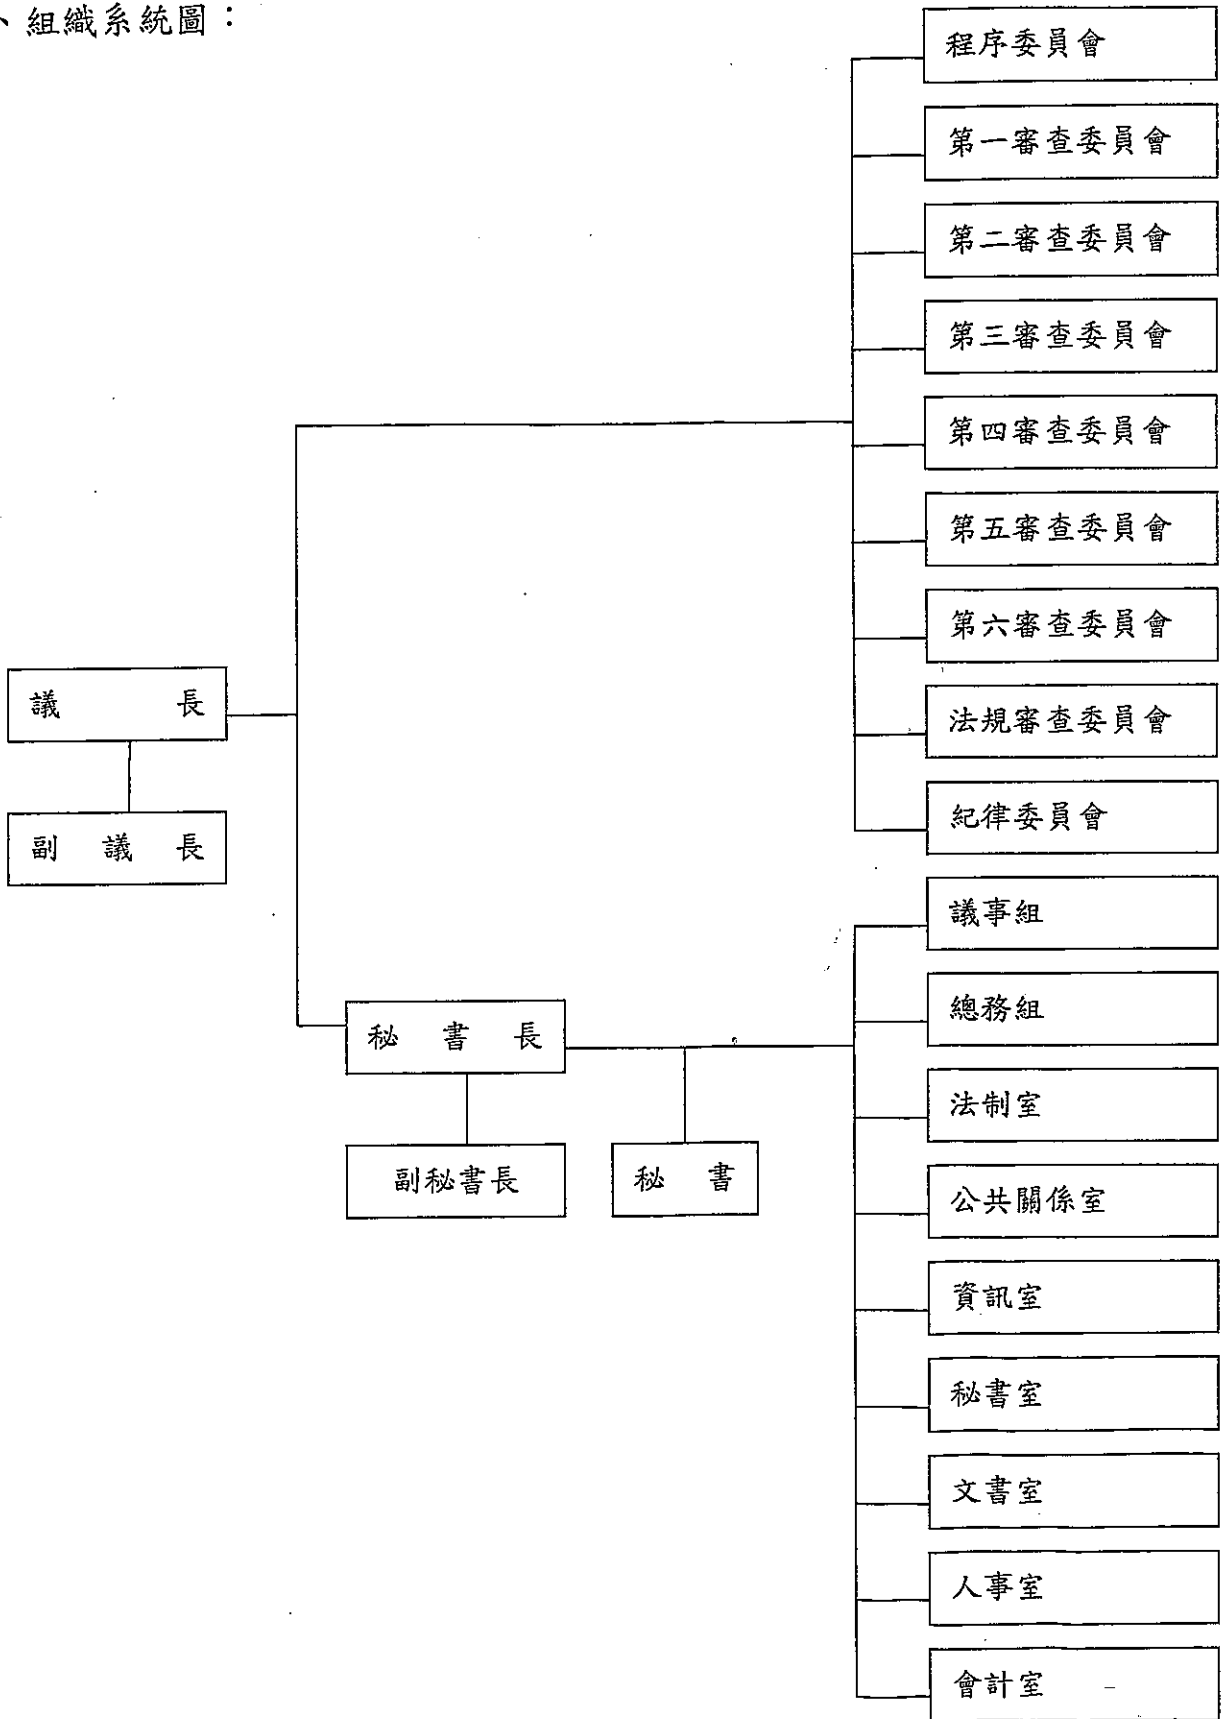 、組織系統圖：
程序委員會
第一審查委員會
第二審查委員會
第三審查委員會
第四審查委員會
第五審查委員會
第六審查委員會
議長
法規審查委員會
副議長
紀律委員會
議事組
秘書長
總務組
法制室
副秘書長
秘書
公共關係室
資訊室
秘書室
文書室
人事室
會計室